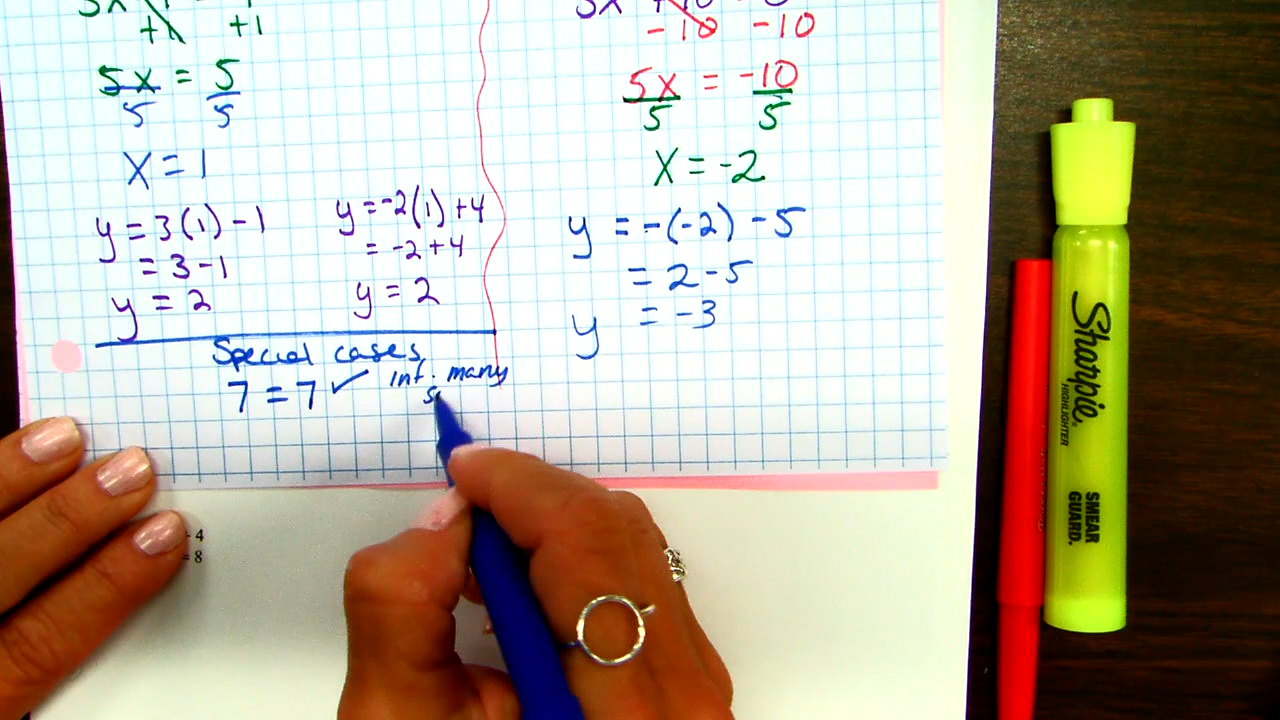 +1 +1
5x = 5
5 5
x = 1
y = 3(1) - 1
= 3 - 1
y = 2
y = -2(1) + 4
= -2 + 4
y = 2
Special cases
7 = 7 ✓ inf. many
s
-10 -10
5x = -10
5 5
x = -2
y = -(-2) - 5
= 2 - 5
y = -3
4
= 8
Sharpie
HIGHLIGHTER
SMEAR
GUARD.